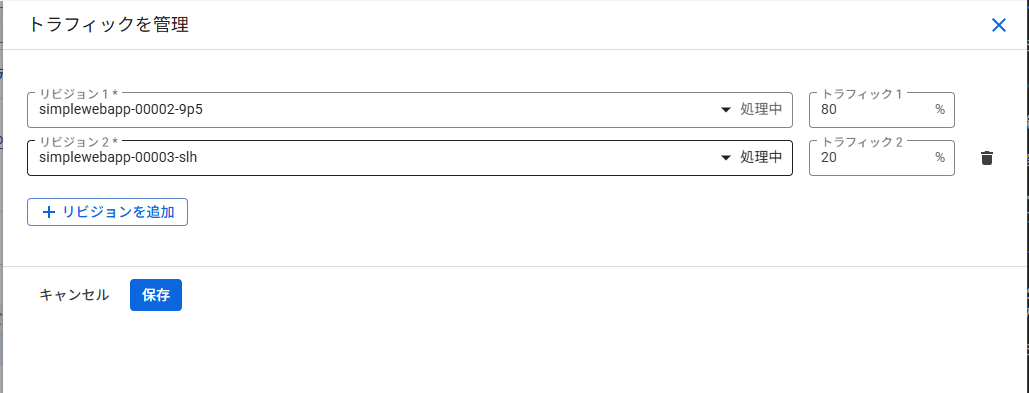 トラフィックを管理
リビジョン 1 *
simplewebapp-00002-9p5
処理中
トラフィック 1
80
%
リビジョン 2 *
simplewebapp-00003-slh
処理中
トラフィック 2
20
%
リビジョンを追加
キャンセル
保存